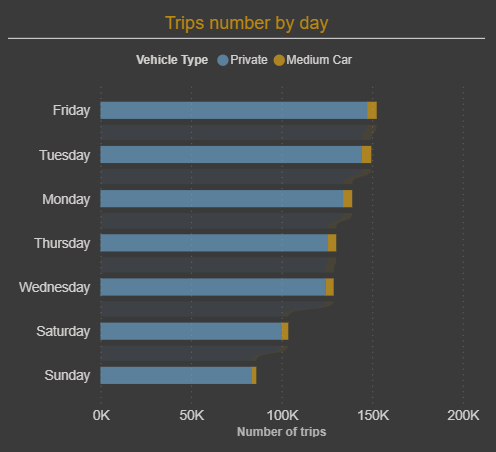 Trips number by day
Vehicle Type Private Medium Car
Friday
Tuesday
Monday
Thursday
Wednesday
Saturday
Sunday
0K 50K 100K 150K 200K
Number of trips